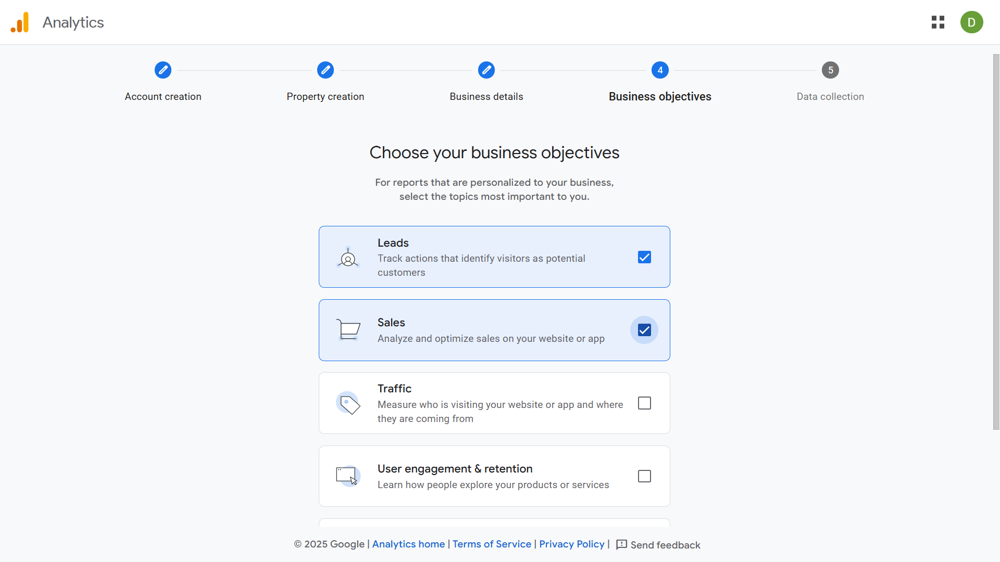 Analytics
D
4
5
Account creation
Property creation
Business details
Business objectives
Data collection
Choose your business objectives
For reports that are personalized to your business,
select the topics most important to you.
Leads
Track actions that identify visitors as potential
customers
Sales
Analyze and optimize sales on your website or app
Traffic
Measure who is visiting your website or app and where
they are coming from
User engagement & retention
Learn how people explore your products or services
© 2025 Google | Analytics home | Terms of Service | Privacy Policy | Send feedback